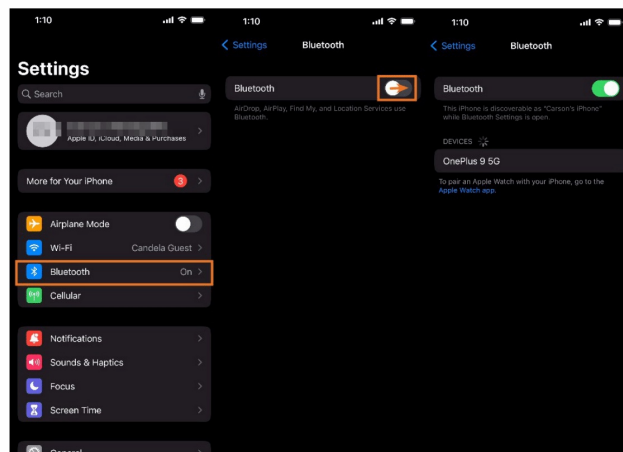 1:10
Settings
Search
Apple ID, iCloud, Media & Purchases
More for Your iPhone
3
Airplane Mode
Wi-Fi
Candela Guest
Bluetooth
On
Cellular
Notifications
Sounds & Haptics
Focus
Screen Time
General
1:10
Settings
Bluetooth
Bluetooth
AirDrop, AirPlay, Find My, and Location Services use
Bluetooth.
1:10
Settings
Bluetooth
Bluetooth
This iPhone is discoverable as "Carson's iPhone"
while Bluetooth Settings is open.
DEVICES
OnePlus 9 5G
To pair an Apple Watch with your iPhone, go to the
Apple Watch app.